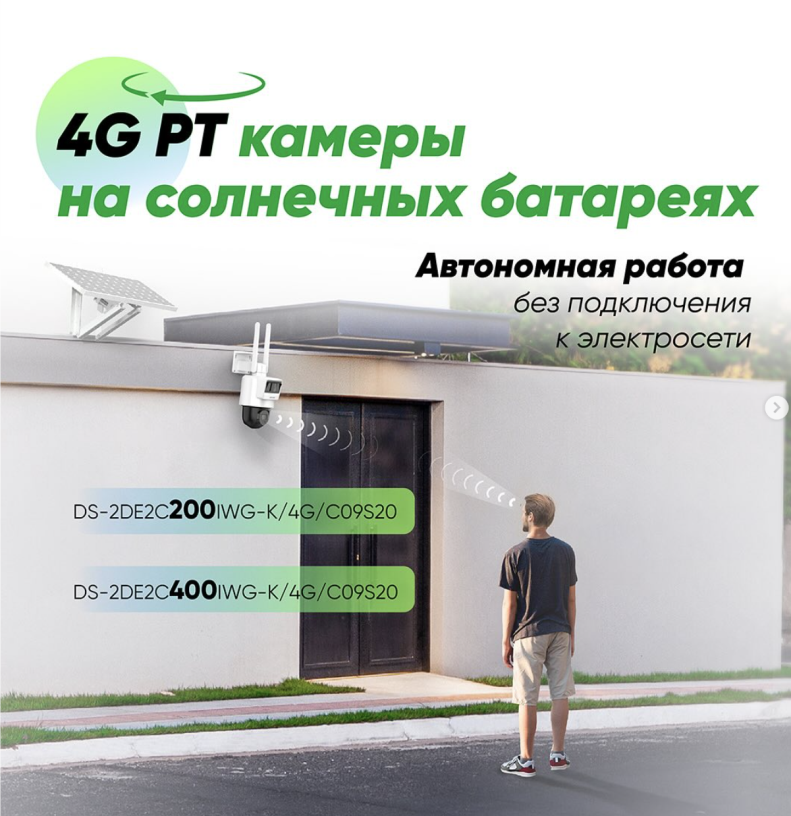 4G PT камеры
на солнечных батареях
Автономная работа
без подключения
к электросети
DS-2DE2C200IWG-K/4G/C09S20
DS-2DE2C400IWG-K/4G/C09S20